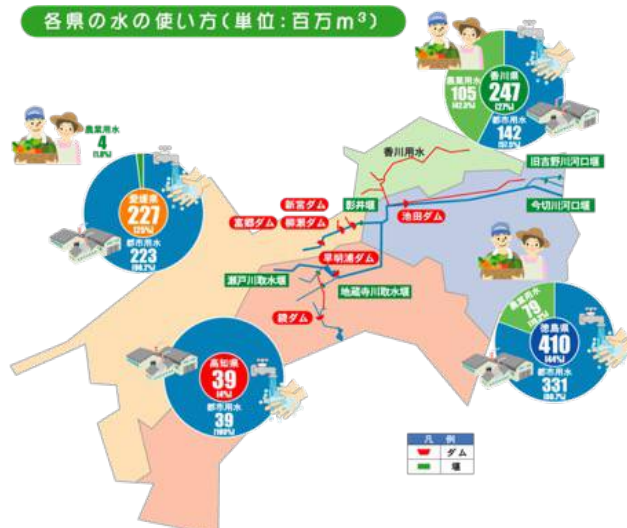 各県の水の使い方(単位:百万m³)
農業用水
105
(42.5%)
香川県
247
(27%)
都市用水
142
(57.5%)
農業用水
4
(1.8%)
愛媛県
227
(25%)
都市用水
223
(98.2%)
香川用水
旧吉野川河口堰
今切川河口堰
新宮ダム
影井堰
富郷ダム
柳瀬ダム
池田ダム
早明浦ダム
瀬戸川取水堰
地蔵寺川取水堰
鏡ダム
農業用水
79
徳島県
410
(44%)
都市用水
331
高知県
39
(4%)
都市用水
39
(100%)
凡 例
ダム
堰